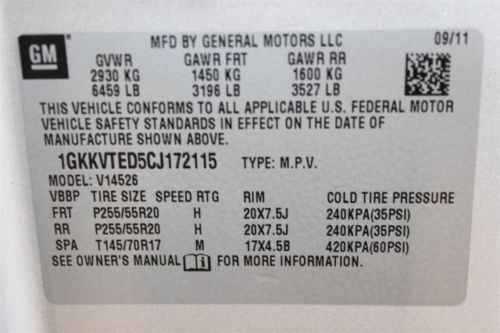 GM
MFD BY GENERAL MOTORS LLC 09/11
GVWR GAWR FRT GAWR RR
2930 KG 1450 KG 1600 KG
6459 LB 3196 LB 3527 LB
THIS VEHICLE CONFORMS TO ALL APPLICABLE U.S. FEDERAL MOTOR
VEHICLE SAFETY STANDARDS IN EFFECT ON THE DATE OF
MANUFACTURE SHOWN ABOVE.
1GKKVTED5CJ172115 TYPE: M.P.V.
MODEL: V14526
VBBP TIRE SIZE SPEED RTG RIM COLD TIRE PRESSURE
FRT P255/55R20 H 20X7.5J 240KPA(35PSI)
RR P255/55R20 H 20X7.5J 240KPA(35PSI)
SPA T145/70R17 M 17X4.5B 420KPA(60PSI)
SEE OWNER'S MANUAL i FOR MORE INFORMATION.